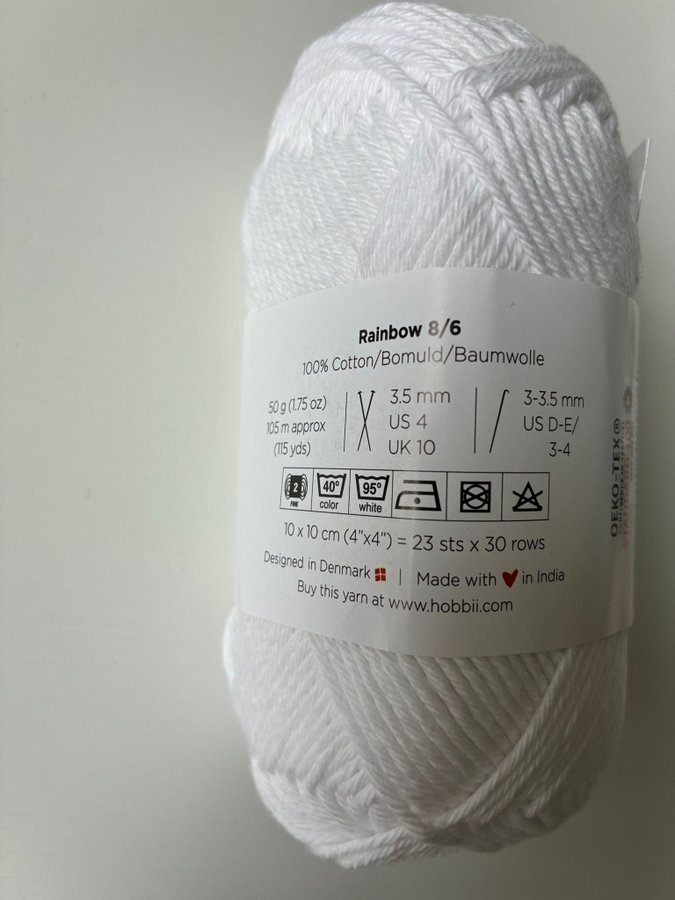 Rainbow 8/6
100% Cotton/Bomuld/Baumwolle
50 g (1.75 oz)
105 m approx
(115 yds)
3.5 mm
US 4
UK 10
3-3.5 mm
US D-E/
3-4
2
FINE
40°
color
95°
white
10 x 10 cm (4”x4”) = 23 sts x 30 rows
Designed in Denmark | Made with in India
Buy this yarn at www.hobbii.com
OEKO-TEX®